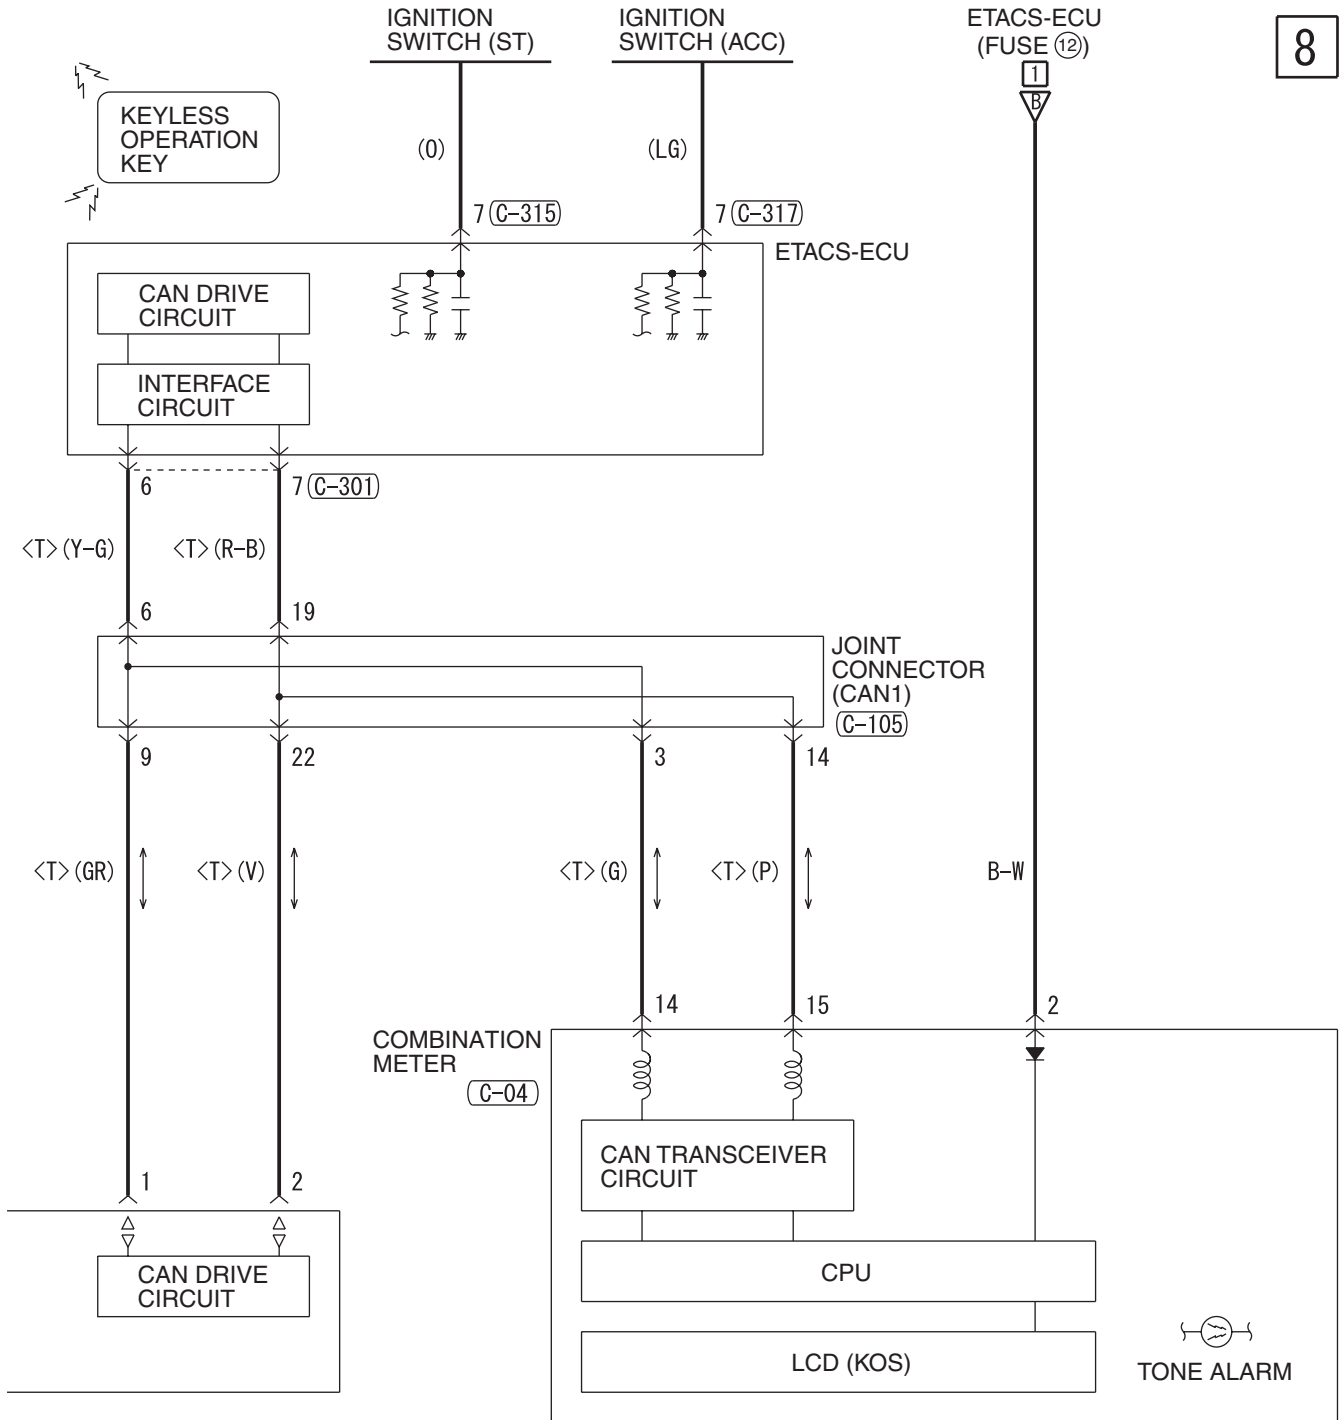 IGNITION
SWITCH (ST)
IGNITION
SWITCH (ACC)
ETACS-ECU
(FUSE ⑫)
8
1
B
KEYLESS
OPERATION
KEY
(O)
(LG)
7 (C-315)
7 (C-317)
ETACS-ECU
CAN DRIVE
CIRCUIT
INTERFACE
CIRCUIT
6
7 (C-301)
<T> (Y-G)
<T> (R-B)
6
19
JOINT
CONNECTOR
(CAN1)
(C-105)
9
22
3
14
<T> (GR)
<T> (V)
<T> (G)
<T> (P)
B-W
14
15
2
COMBINATION
METER
(C-04)
CAN TRANSCEIVER
CIRCUIT
1
2
CAN DRIVE
CIRCUIT
CPU
LCD (KOS)
TONE ALARM